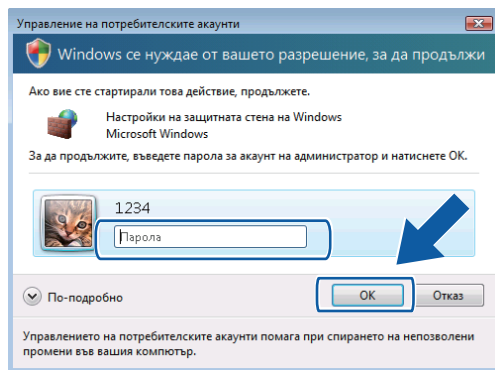 Управление на потребителските акаунти
Windows се нуждае от вашето разрешение, за да продължи
Ако вие сте стартирали това действие, продължете.
Настройки на защитната стена на Windows
Microsoft Windows
За да продължите, въведете парола за акаунт на администратор и натиснете OK.
1234
Парола
По-подробно
OK
Отказ
Управлението на потребителските акаунти помага при спирането на непозволени
промени във вашия компютър.